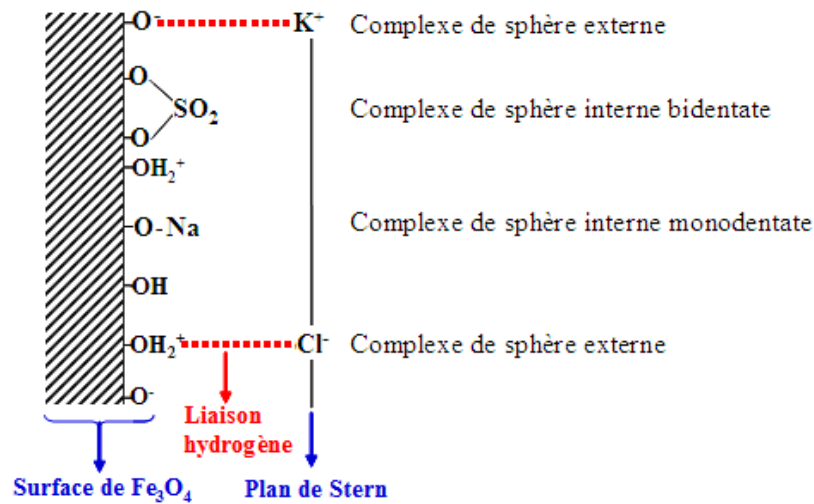 O⁻ K⁺ Complexe de sphère externe
O
SO₂ Complexe de sphère interne bidentate
O
OH₂⁺
O-Na Complexe de sphère interne monodentate
OH
OH₂⁺ Cl⁻ Complexe de sphère externe
O⁻
Liaison
hydrogène
Surface de Fe₃O₄ Plan de Stern